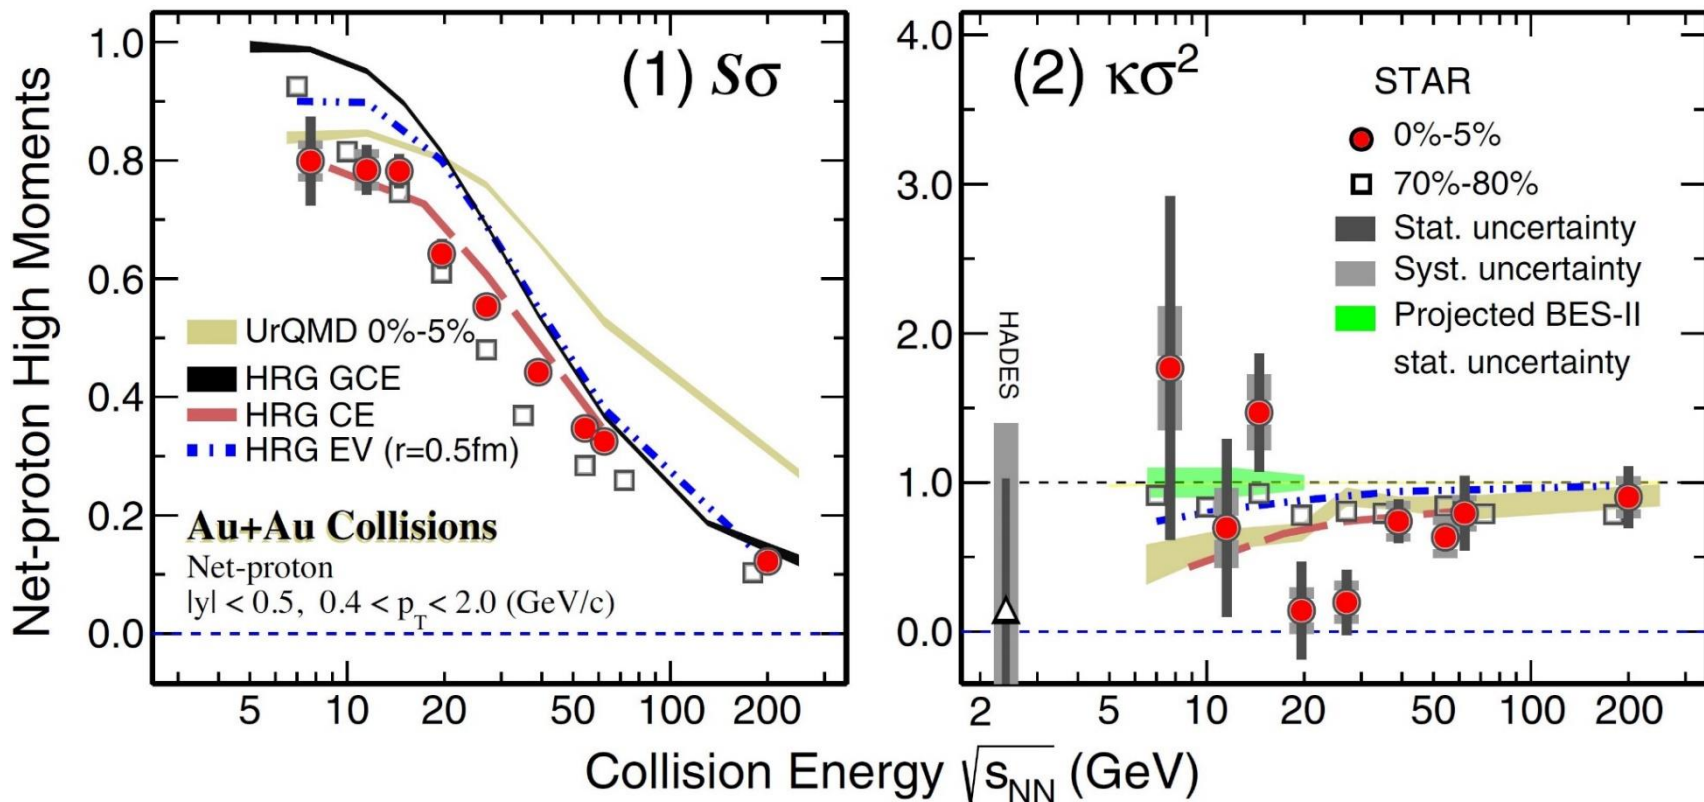 Net-proton High Moments
1.0
0.8
0.6
0.4
0.2
0.0
(1) Sσ
UrQMD 0%-5%
HRG GCE
HRG CE
HRG EV (r=0.5fm)
Au+Au Collisions
Net-proton
|y| < 0.5, 0.4 < p_T < 2.0 (GeV/c)
5 10 20 50 100 200
4.0
3.0
2.0
1.0
0.0
(2) κσ²
STAR
0%-5%
70%-80%
Stat. uncertainty
Syst. uncertainty
Projected BES-II
stat. uncertainty
HADES
2 5 10 20 50 100 200
Collision Energy √s_NN (GeV)